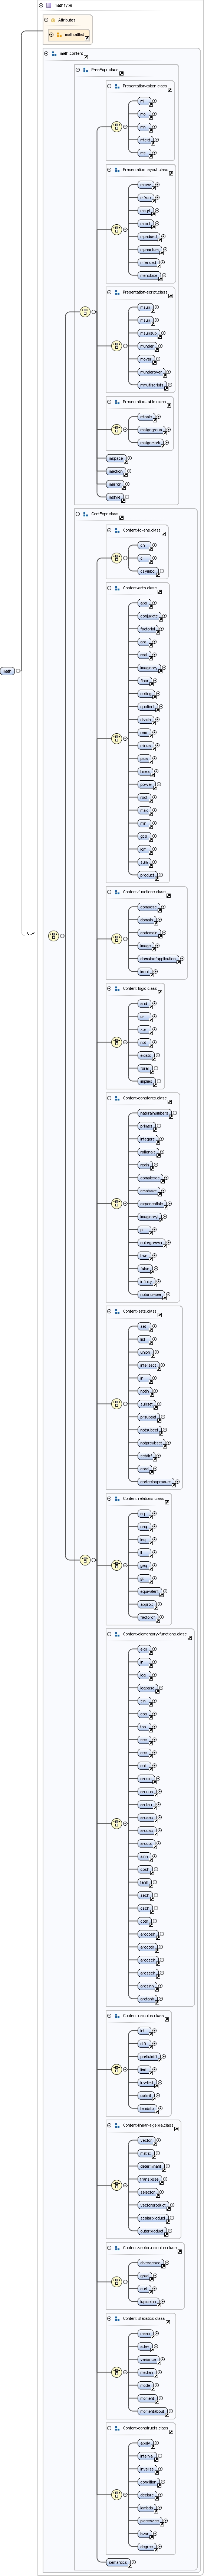 math.type
Attributes
math.attlist
math.content
PresExpr.class
Presentation-token.class
mi
mo
mn
mtext
ms
Presentation-layout.class
mrow
mfrac
msqrt
mroot
mpadded
mphantom
mfenced
menclose
Presentation-script.class
msub
msup
msubsup
munder
mover
munderover
mmultiscripts
Presentation-table.class
mtable
maligngroup
malignmark
mspace
maction
merror
mstyle
ContExpr.class
Content-tokens.class
cn
ci
csymbol
Content-arith.class
abs
conjugate
factorial
arg
real
imaginary
floor
ceiling
quotient
divide
rem
minus
plus
times
power
root
max
min
gcd
lcm
sum
product
math
0..∞
Content-functions.class
compose
domain
codomain
image
domainofapplication
ident
Content-logic.class
and
or
xor
not
exists
forall
implies
Content-constants.class
naturalnumbers
primes
integers
rationals
reals
complexes
emptyset
exponentiale
imaginaryi
pi
eulergamma
true
false
infinity
notanumber
Content-sets.class
set
list
union
intersect
in
notin
subset
prsubset
notsubset
notprsubset
setdiff
card
cartesianproduct
Content-relations.class
eq
neq
leq
lt
geq
gt
equivalent
approx
factorof
Content-elementary-functions.class
exp
ln
log
logbase
sin
cos
tan
sec
csc
cot
arcsin
arccos
arctan
arcsec
arccsc
arccot
sinh
cosh
tanh
sech
csch
coth
arccosh
arccoth
arccsch
arcsech
arcsinh
arctanh
Content-calculus.class
int
diff
partialdiff
limit
lowlimit
uplimit
tendsto
Content-linear-algebra.class
vector
matrix
determinant
transpose
selector
vectorproduct
scalarproduct
outerproduct
Content-vector-calculus.class
divergence
grad
curl
laplacian
Content-statistics.class
mean
sdev
variance
median
mode
moment
momentabout
Content-constructs.class
apply
interval
inverse
condition
declare
lambda
piecewise
bvar
degree
semantics